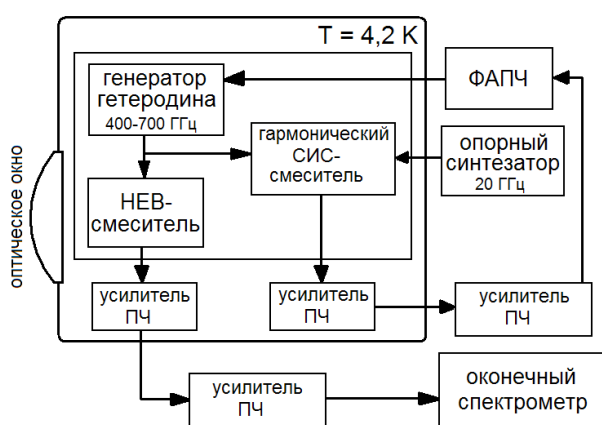 T = 4,2 K
генератор
гетеродина
400-700 ГГц
ФАПЧ
гармонический
СИС-
смеситель
опорный
синтезатор
20 ГГц
НЕВ-
смеситель
оптическое окно
усилитель
ПЧ
усилитель
ПЧ
усилитель
ПЧ
усилитель
ПЧ
оконечный
спектрометр